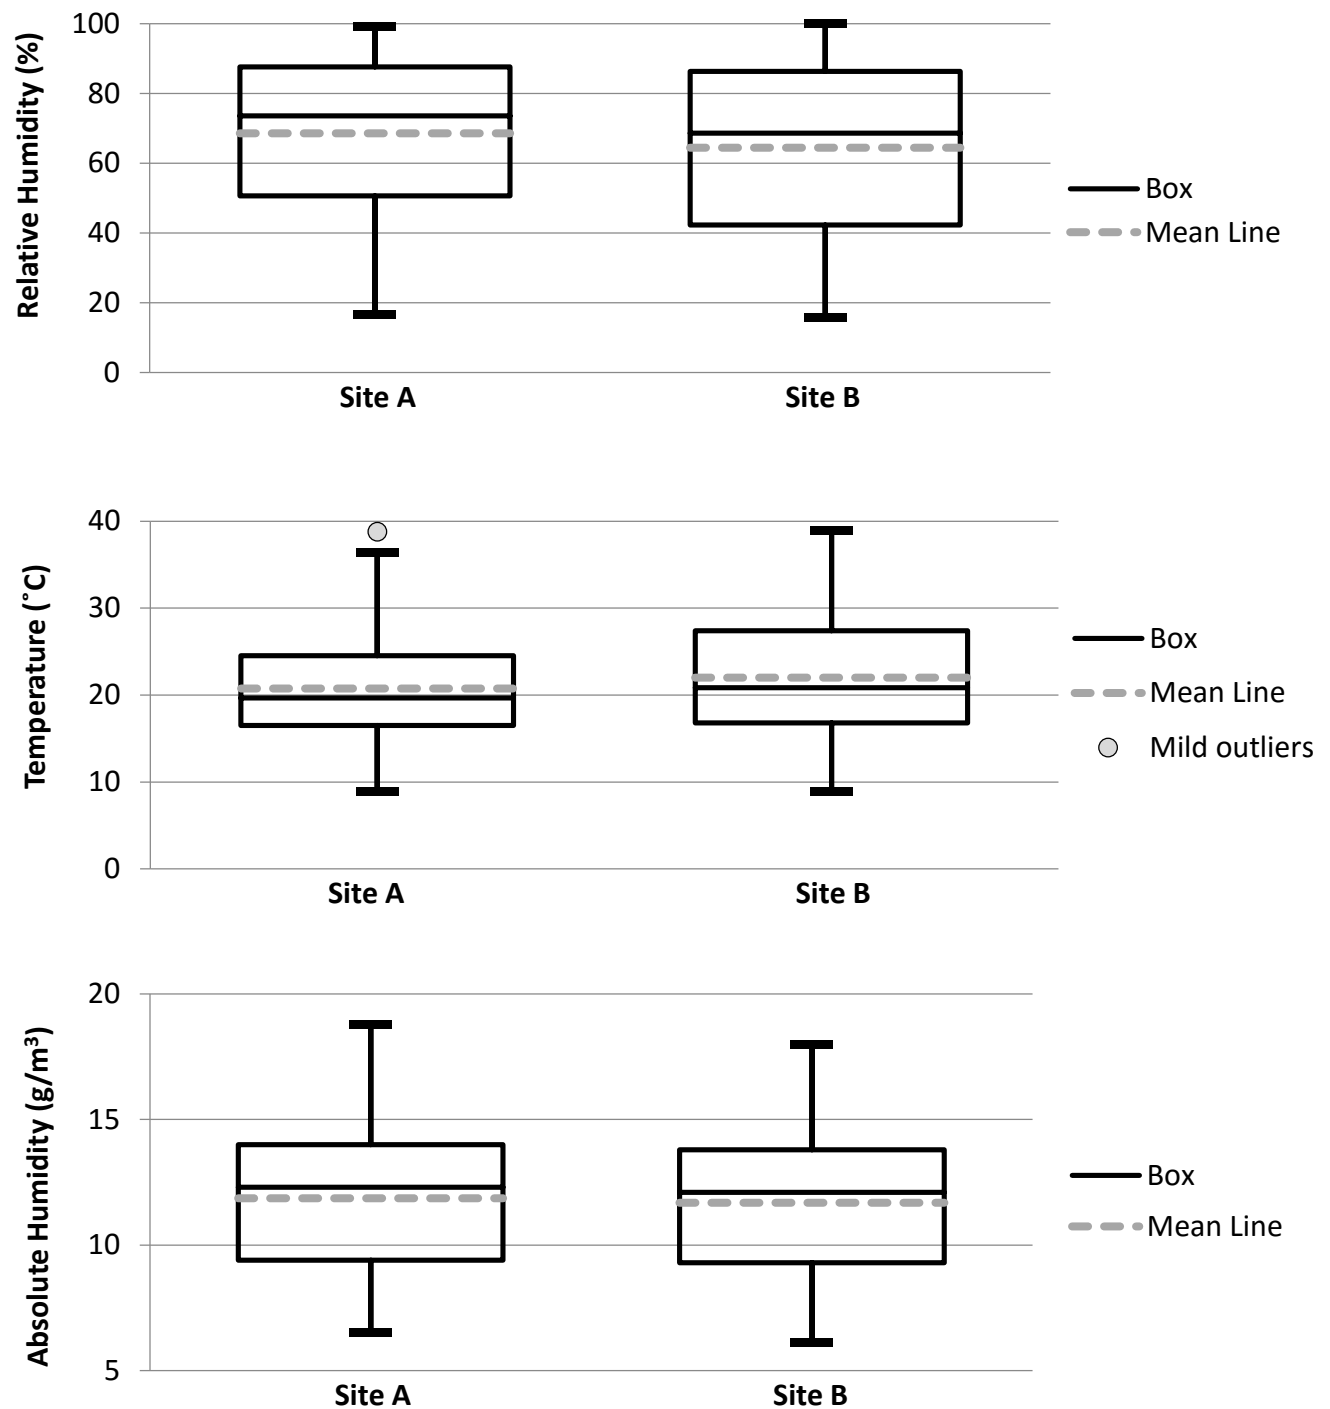 Relative Humidity (%)
100
80
60
40
20
0
Site A
Site B
Box
Mean Line
Temperature (˚C)
40
30
20
10
0
Site A
Site B
Box
Mean Line
Mild outliers
Absolute Humidity (g/m³)
20
15
10
5
Site A
Site B
Box
Mean Line